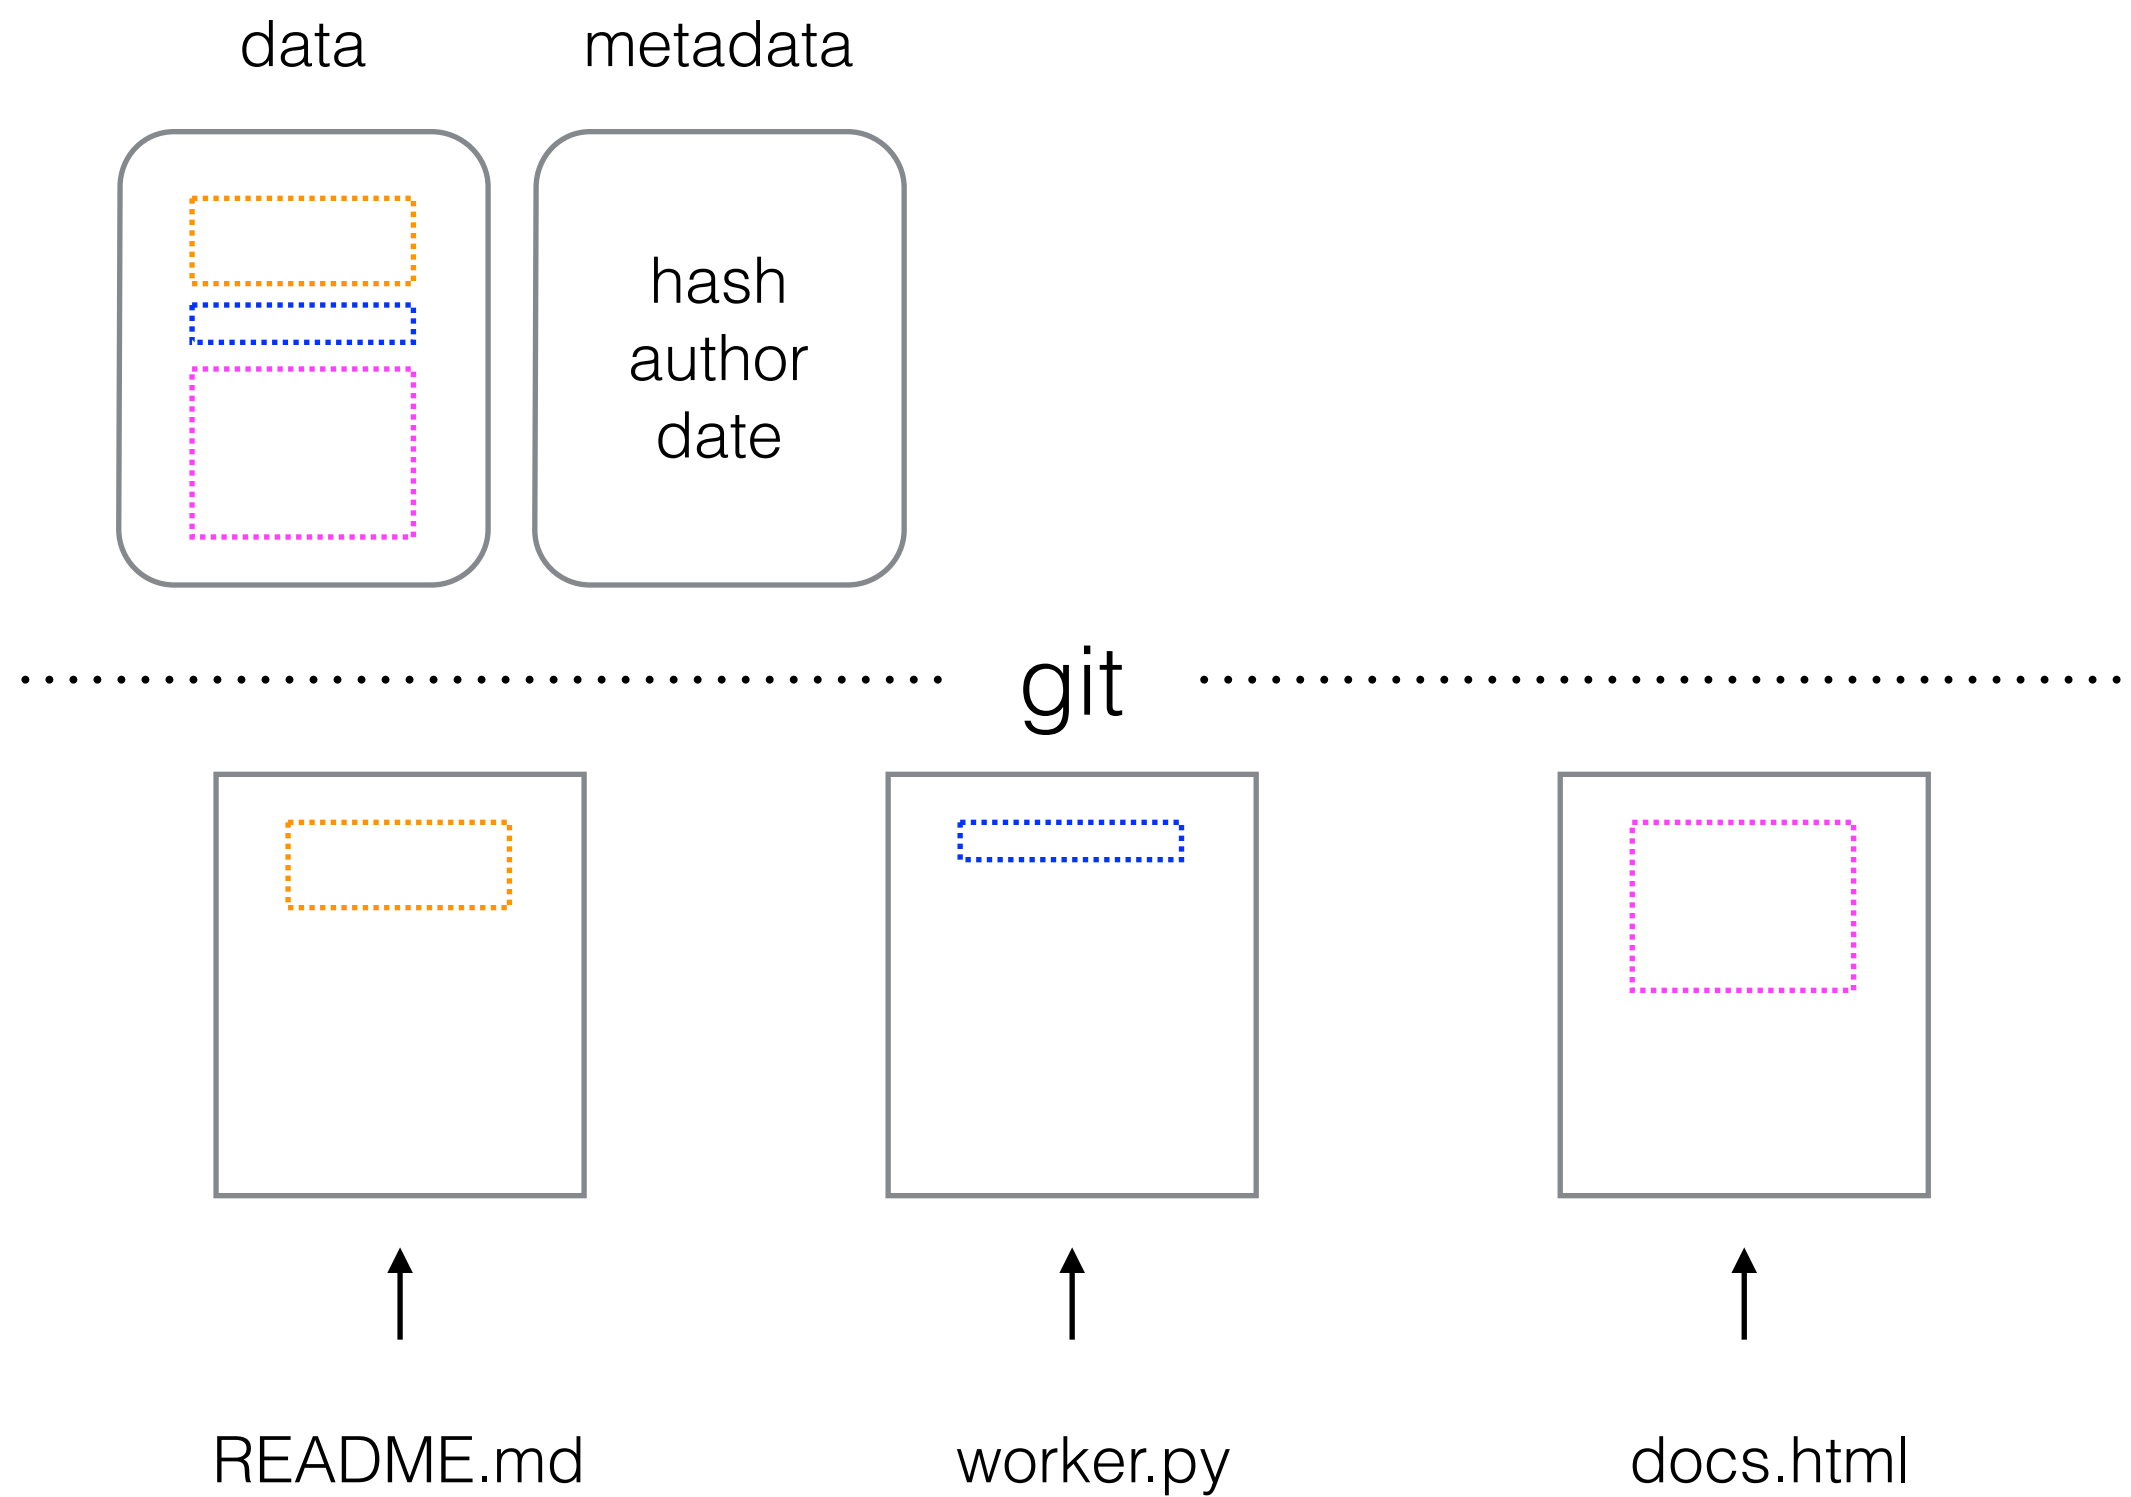 data
metadata
hash
author
date
git
README.md
worker.py
docs.html